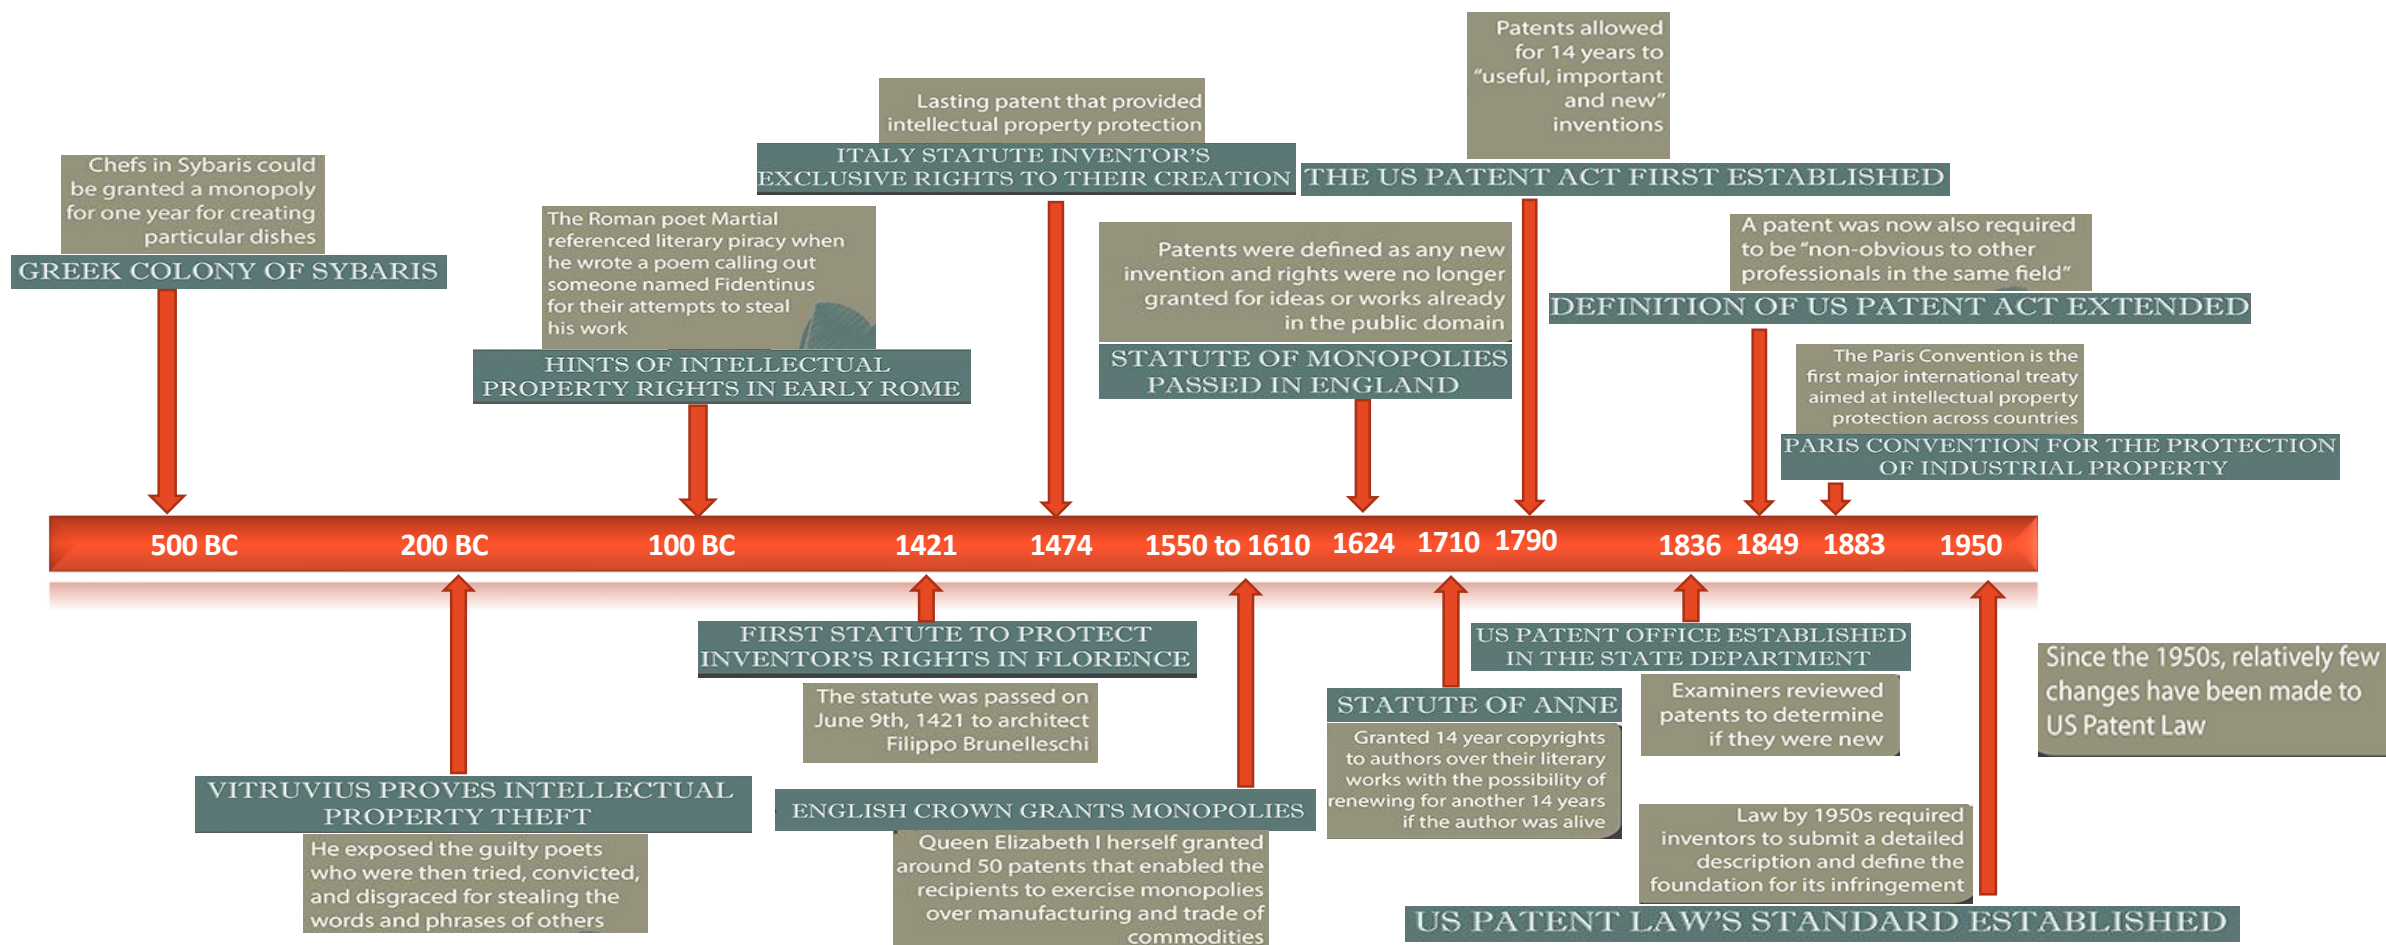 Chefs in Sybaris could
be granted a monopoly
for one year for creating
particular dishes
GREEK COLONY OF SYBARIS
The Roman poet Martial
referenced literary piracy when
he wrote a poem calling out
someone named Fidentinus
for their attempts to steal
his work
HINTS OF INTELLECTUAL
PROPERTY RIGHTS IN EARLY ROME
Lasting patent that provided
intellectual property protection
ITALY STATUTE INVENTOR'S
EXCLUSIVE RIGHTS TO THEIR CREATION
Patents were defined as any new
invention and rights were no longer
granted for ideas or works already
in the public domain
STATUTE OF MONOPOLIES
PASSED IN ENGLAND
Patents allowed
for 14 years to
"useful, important
and new"
inventions
THE US PATENT ACT FIRST ESTABLISHED
A patent was now also required
to be "non-obvious to other
professionals in the same field"
DEFINITION OF US PATENT ACT EXTENDED
The Paris Convention is the
first major international treaty
aimed at intellectual property
protection across countries
PARIS CONVENTION FOR THE PROTECTION
OF INDUSTRIAL PROPERTY
500 BC
200 BC
100 BC
1421
1474
1550 to 1610
1624
1710
1790
1836
1849
1883
1950
VITRUVIUS PROVES INTELLECTUAL
PROPERTY THEFT
He exposed the guilty poets
who were then tried, convicted,
and disgraced for stealing the
words and phrases of others
FIRST STATUTE TO PROTECT
INVENTOR'S RIGHTS IN FLORENCE
The statute was passed on
June 9th, 1421 to architect
Filippo Brunelleschi
ENGLISH CROWN GRANTS MONOPOLIES
Queen Elizabeth I herself granted
around 50 patents that enabled the
recipients to exercise monopolies
over manufacturing and trade of
commodities
STATUTE OF ANNE
Granted 14 year copyrights
to authors over their literary
works with the possibility of
renewing for another 14 years
if the author was alive
US PATENT OFFICE ESTABLISHED
IN THE STATE DEPARTMENT
Examiners reviewed
patents to determine
if they were new
Law by 1950s required
inventors to submit a detailed
description and define the
foundation for its infringement
US PATENT LAW'S STANDARD ESTABLISHED
Since the 1950s, relatively few
changes have been made to
US Patent Law